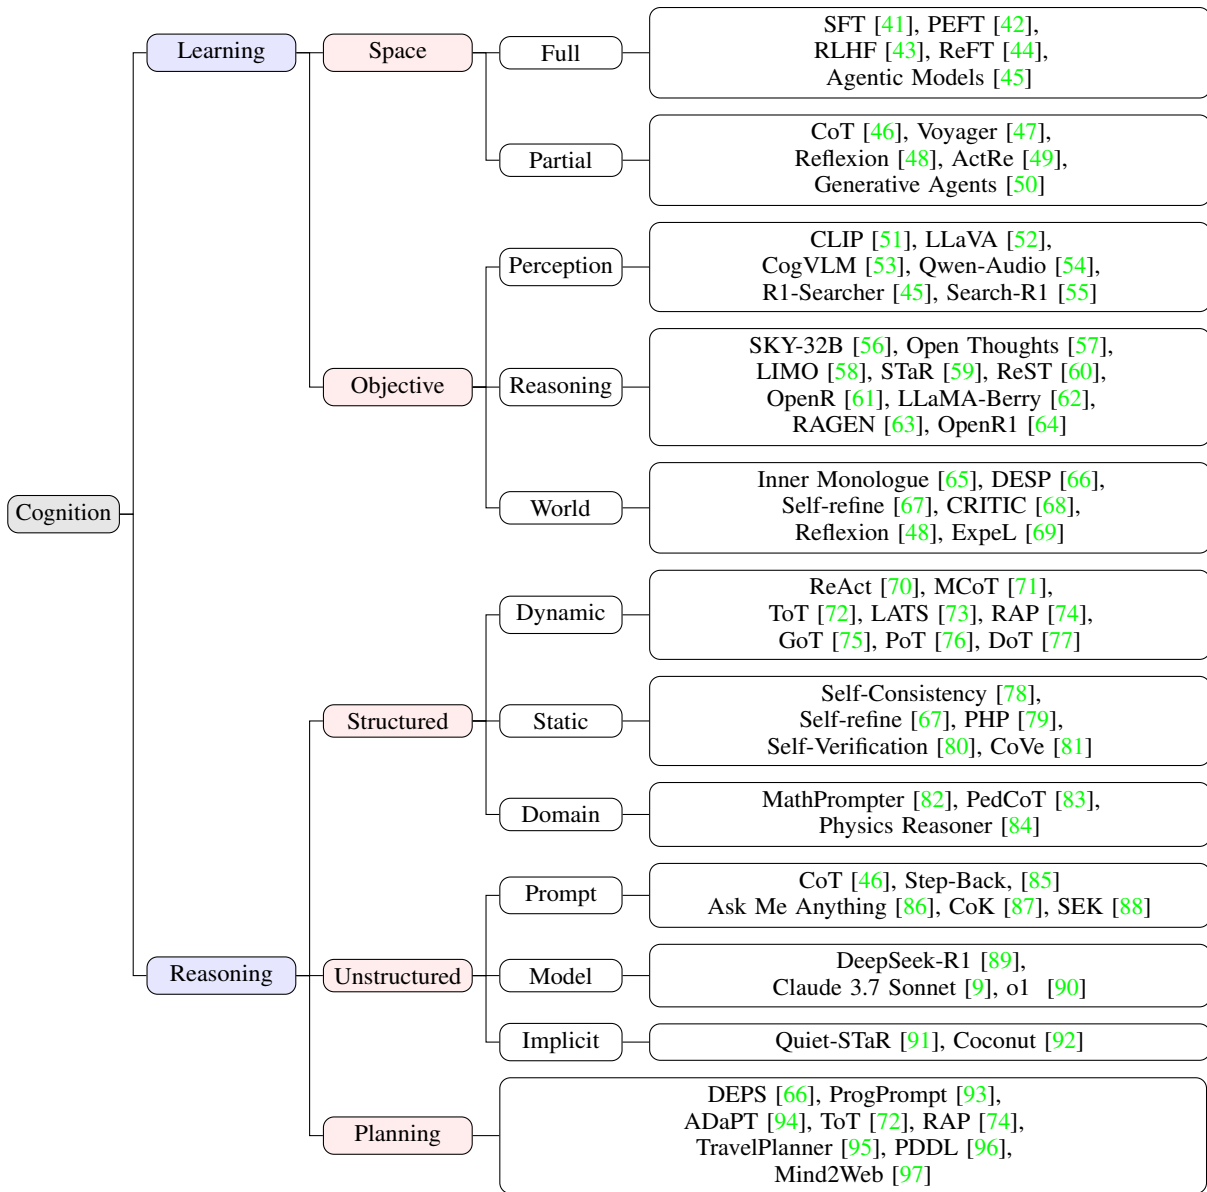 Cognition
Learning
Space
Full
SFT [41], PEFT [42],
RLHF [43], ReFT [44],
Agentic Models [45]
Partial
CoT [46], Voyager [47],
Reflexion [48], ActRe [49],
Generative Agents [50]
Objective
Perception
CLIP [51], LLaVA [52],
CogVLM [53], Qwen-Audio [54],
R1-Searcher [45], Search-R1 [55]
Reasoning
SKY-32B [56], Open Thoughts [57],
LIMO [58], STaR [59], ReST [60],
OpenR [61], LLaMA-Berry [62],
RAGEN [63], OpenR1 [64]
World
Inner Monologue [65], DESP [66],
Self-refine [67], CRITIC [68],
Reflexion [48], ExpeL [69]
Reasoning
Structured
Dynamic
ReAct [70], MCoT [71],
ToT [72], LATS [73], RAP [74],
GoT [75], PoT [76], DoT [77]
Static
Self-Consistency [78],
Self-refine [67], PHP [79],
Self-Verification [80], CoVe [81]
Domain
MathPrompter [82], PedCoT [83],
Physics Reasoner [84]
Unstructured
Prompt
CoT [46], Step-Back, [85]
Ask Me Anything [86], CoK [87], SEK [88]
Model
DeepSeek-R1 [89],
Claude 3.7 Sonnet [9], o1 [90]
Implicit
Quiet-STaR [91], Coconut [92]
Planning
DEPS [66], ProgPrompt [93],
ADaPT [94], ToT [72], RAP [74],
TravelPlanner [95], PDDL [96],
Mind2Web [97]